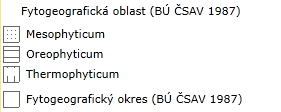 Fytogeografická oblast (BÚ ČSAV 1987)
Mesophyticum
Oreophyticum
Thermophyticum
Fytogeografický okres (BÚ ČSAV 1987)